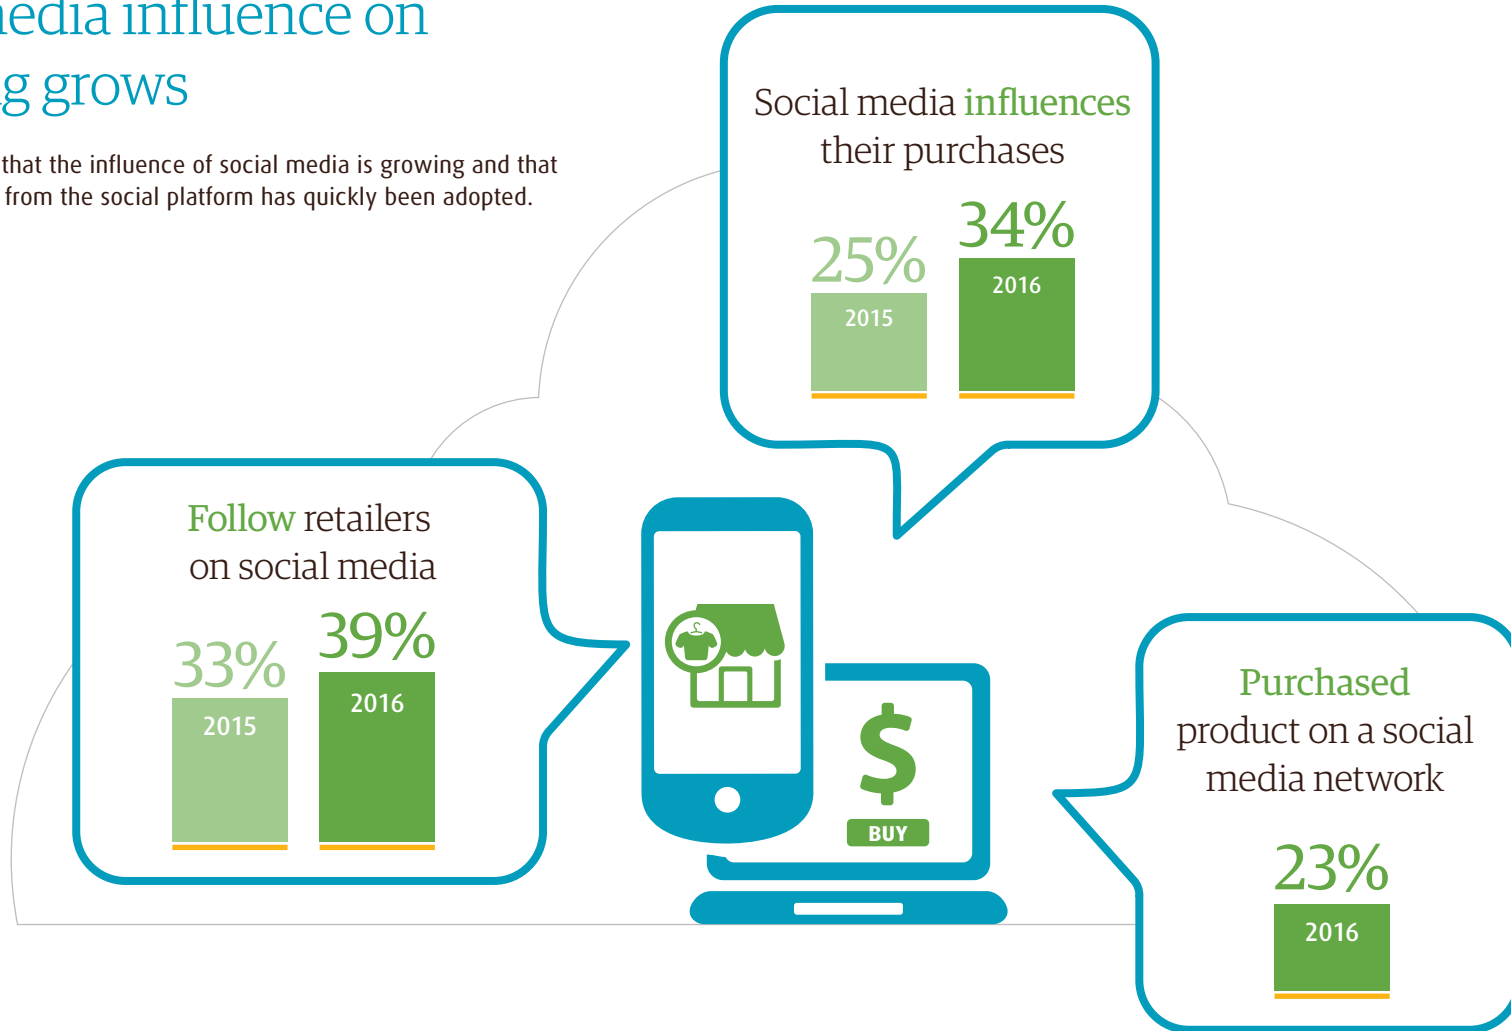 media influence on
g grows
that the influence of social media is growing and that
from the social platform has quickly been adopted.
Social media influences
their purchases
25%
34%
2015
2016
Follow retailers
on social media
33%
39%
2015
2016
BUY
$
Purchased
product on a social
media network
23%
2016